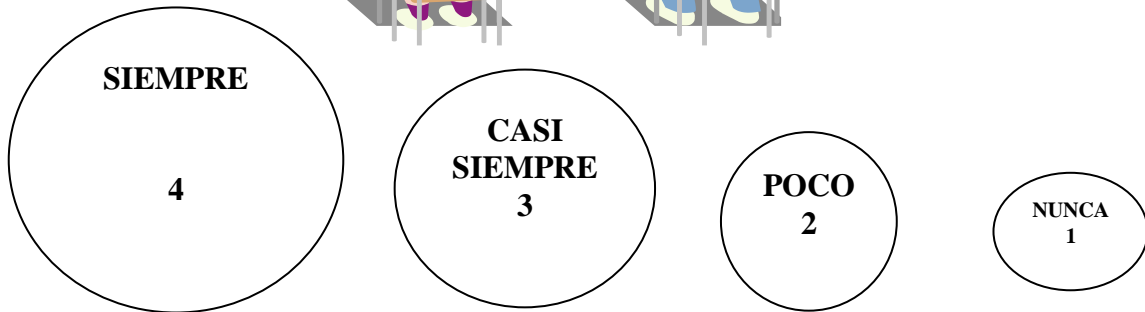 SIEMPRE
4
CASI
SIEMPRE
3
POCO
2
NUNCA
1